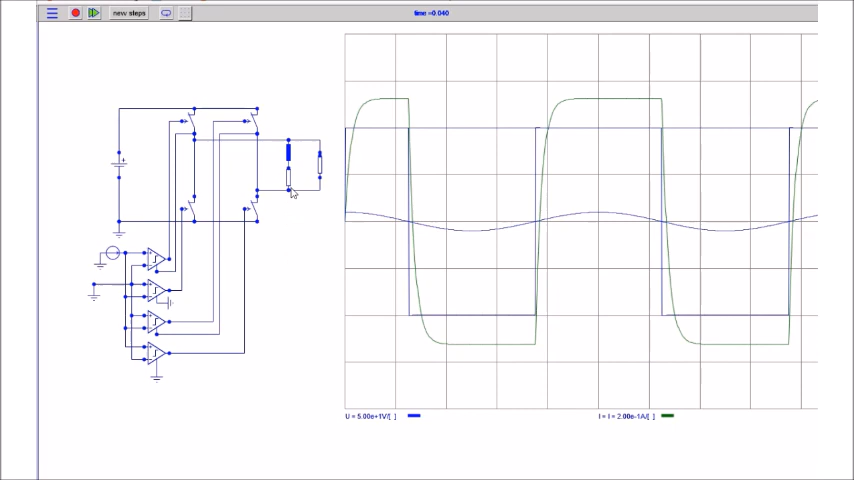 new steps
time =0.040
U = 5.00e+1V/[ ]
I = I = 2.00e-1A/[ ]